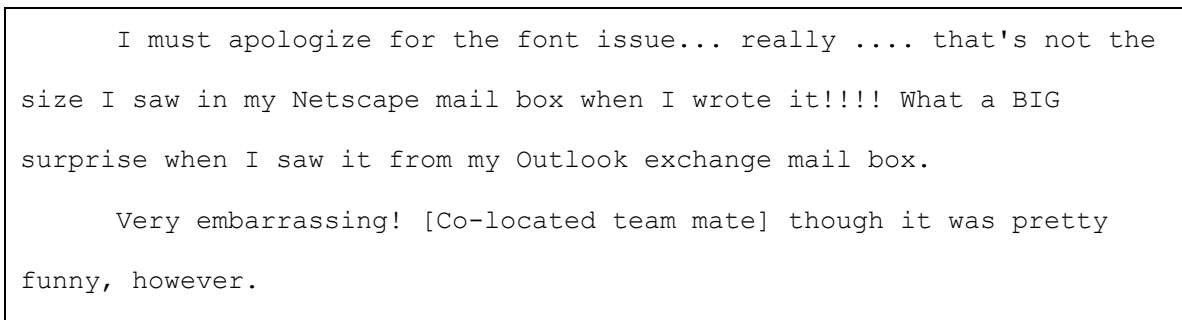 I must apologize for the font issue... really .... that's not the
size I saw in my Netscape mail box when I wrote it!!!! What a BIG
surprise when I saw it from my Outlook exchange mail box.
Very embarrassing! [Co-located team mate] though it was pretty
funny, however.